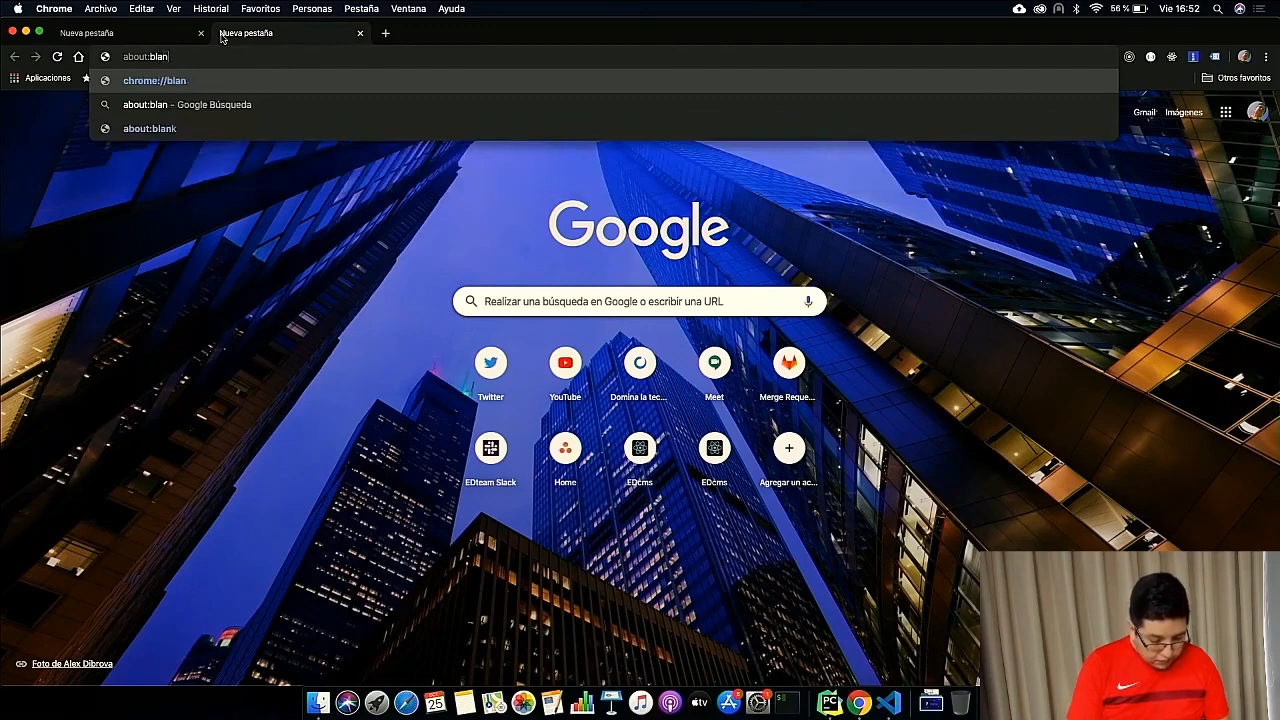 Chrome Archivo Editar Ver Historial Favoritos Personas Pestaña Ventana Ayuda 56 % Vie 16:52
Nueva pestaña Nueva pestaña
about:blan
chrome://blan
about:blan – Google Búsqueda
about:blank
Aplicaciones Otros favoritos
Gmail Imágenes
Google
Realizar una búsqueda en Google o escribir una URL
Twitter YouTube Domina la tec... Meet Merge Reque...
EDteam Slack Home EDcms EDcms Agregar un ac...
Foto de Alex Dibrova
25
tv
PC